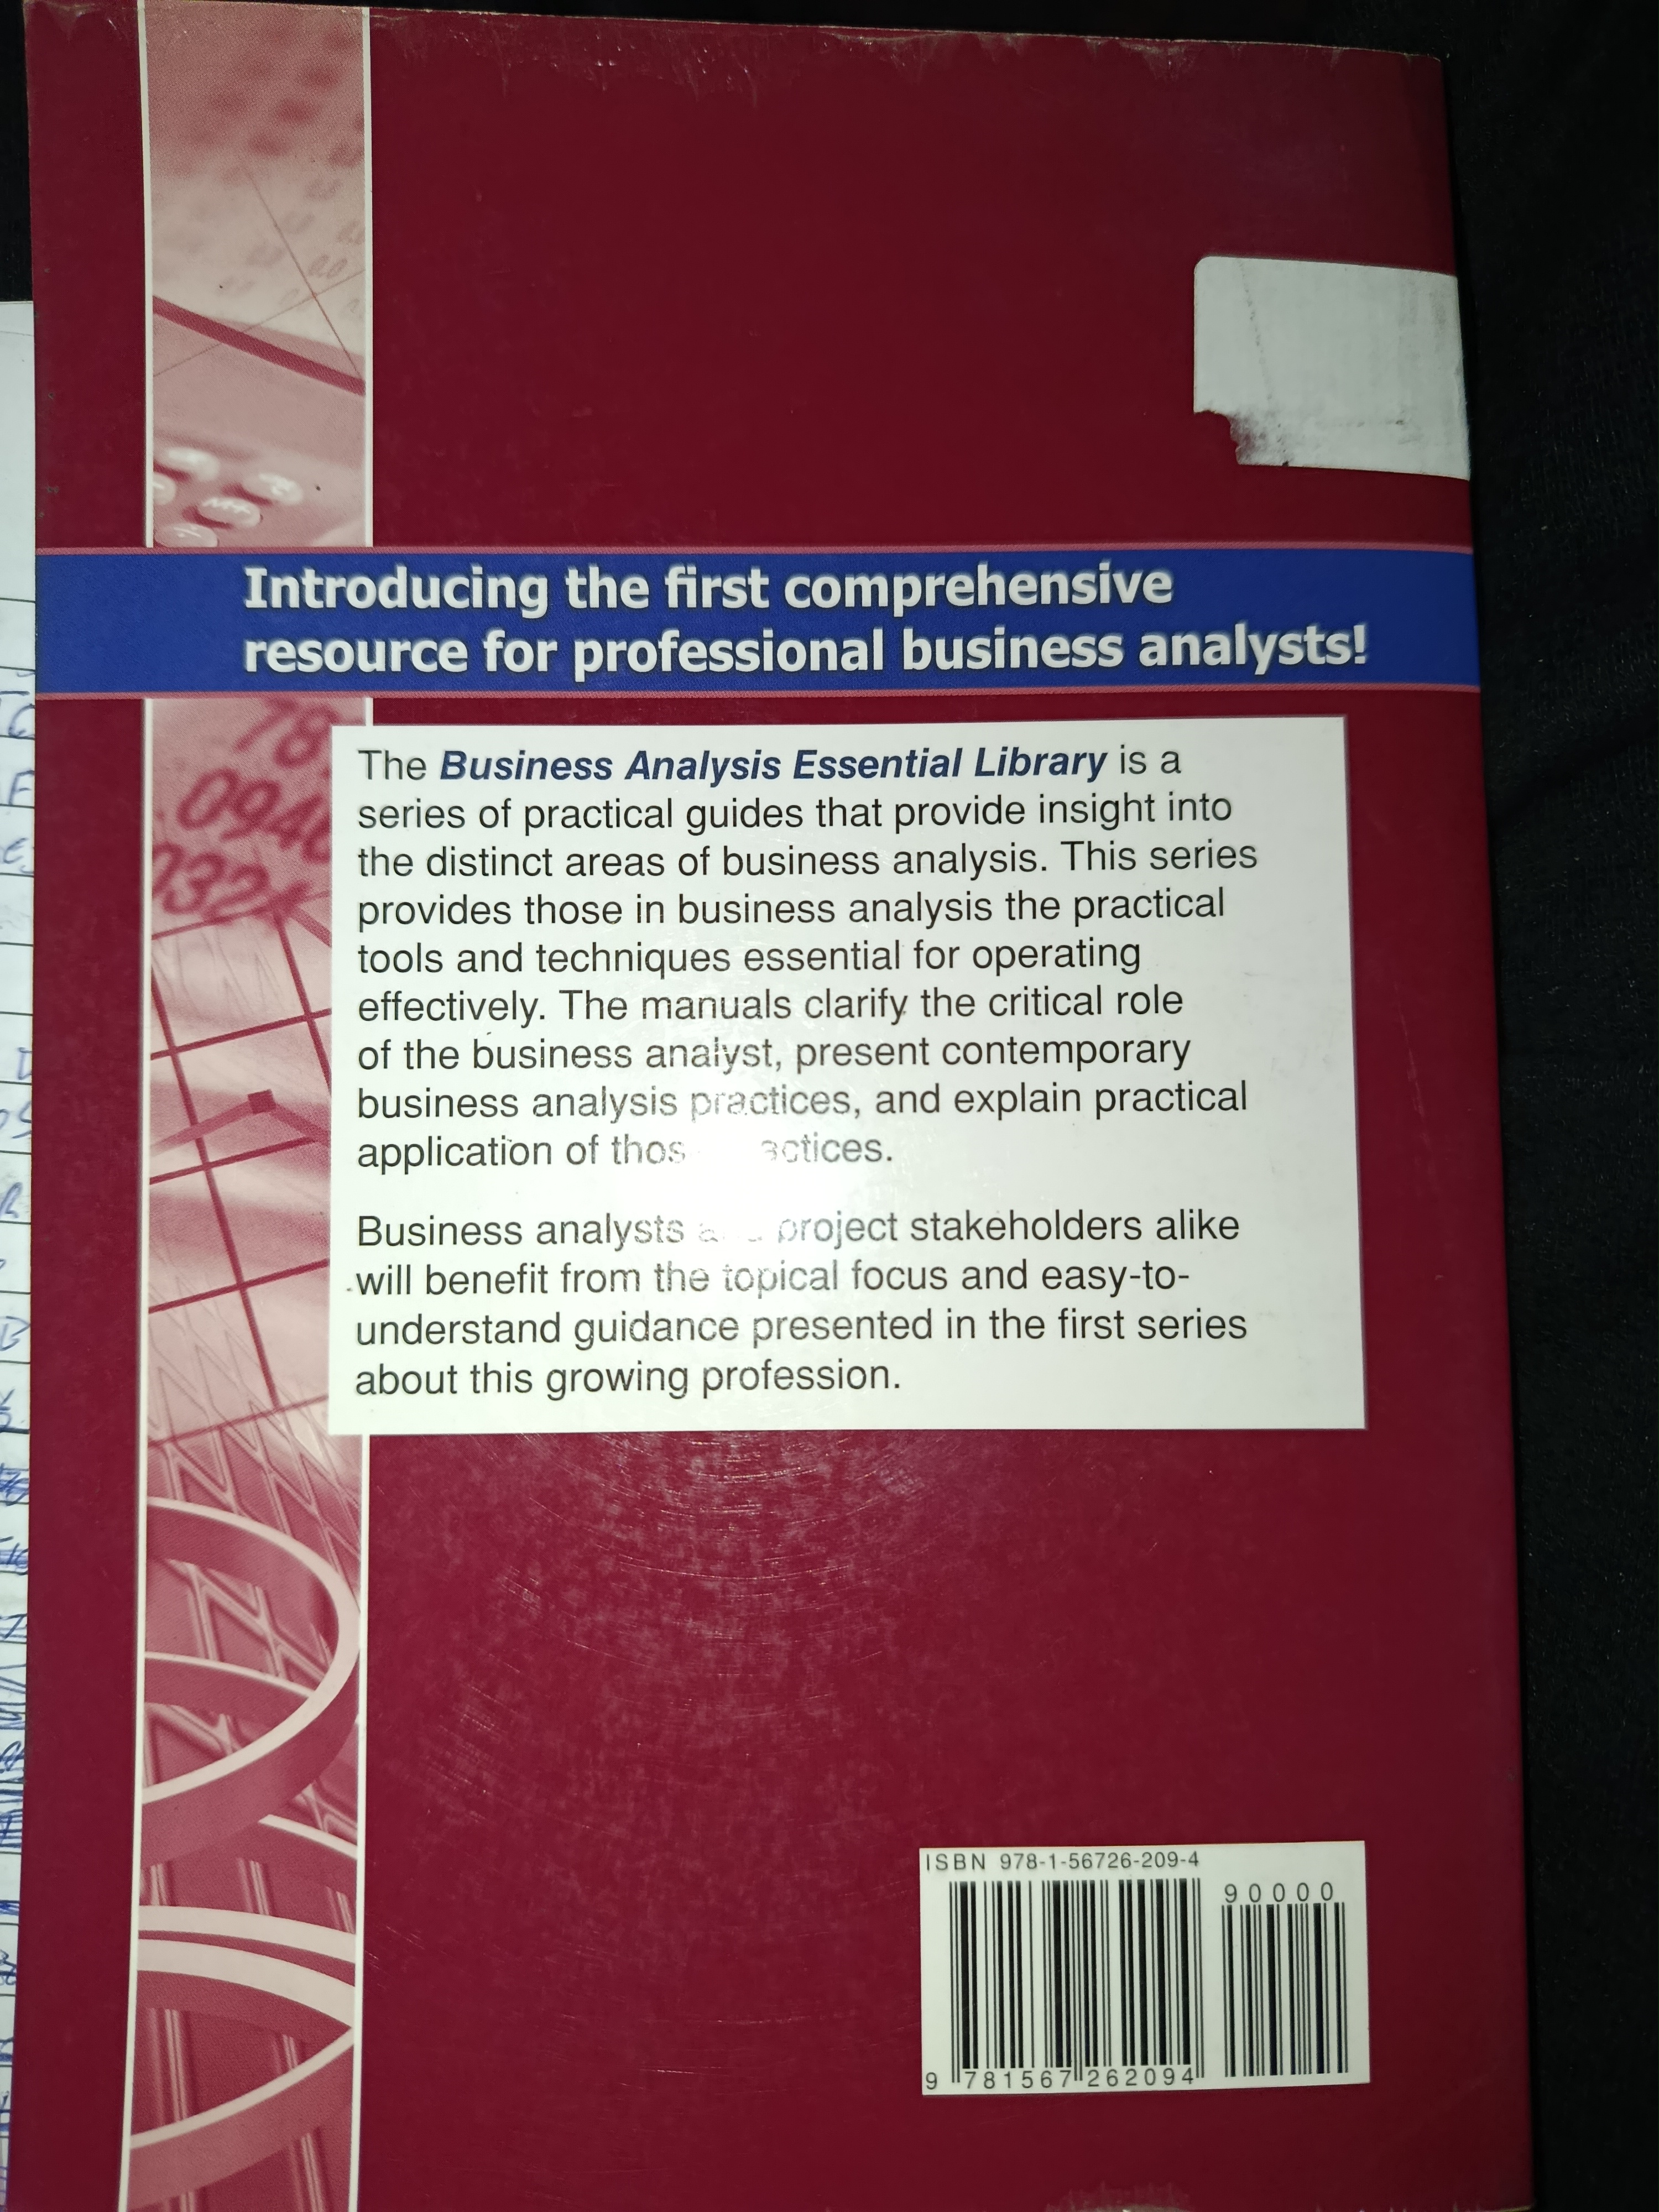 Introducing the first comprehensive
resource for professional business analysts!
The Business Analysis Essential Library is a
series of practical guides that provide insight into
the distinct areas of business analysis. This series
provides those in business analysis the practical
tools and techniques essential for operating
effectively. The manuals clarify the critical role
of the business analyst, present contemporary
business analysis practices, and explain practical
application of
Business analysts project stakeholders alike
will benefit from the topical focus and easy-to-
understand guidance presented in the first series
about this growing profession.
ISBN 978-1-56726-209-4
90000
9 781567 262094